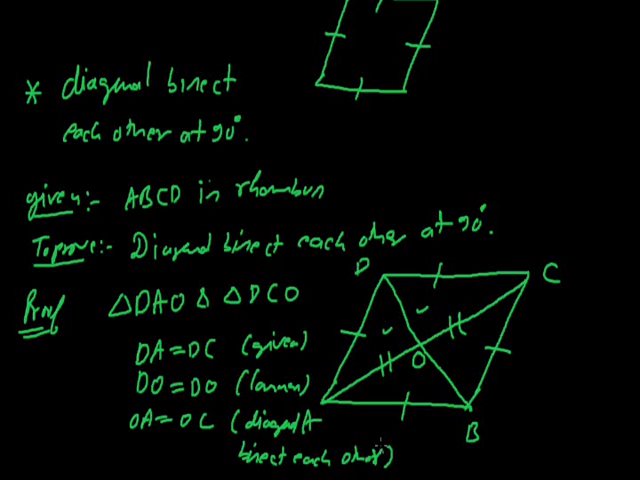 * diagonal bisect
each other at 90°.
given:- ABCD is rhombus
To prove:- Diagonal bisect each other at 90°.
Proof △DAO & △DCO
DA = DC (given)
DO = DO (common)
OA = OC (diagonal
bisect each other)
D
C
O
B